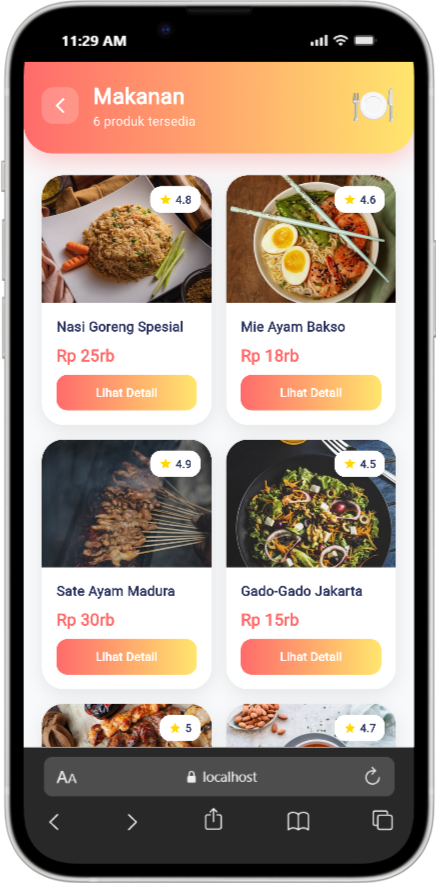 11:29 AM
Makanan
6 produk tersedia
4.8
4.6
Nasi Goreng Spesial
Mie Ayam Bakso
Rp 25rb
Rp 18rb
Lihat Detail
Lihat Detail
4.9
4.5
Sate Ayam Madura
Gado-Gado Jakarta
Rp 30rb
Rp 15rb
Lihat Detail
Lihat Detail
5
4.7
AA
localhost